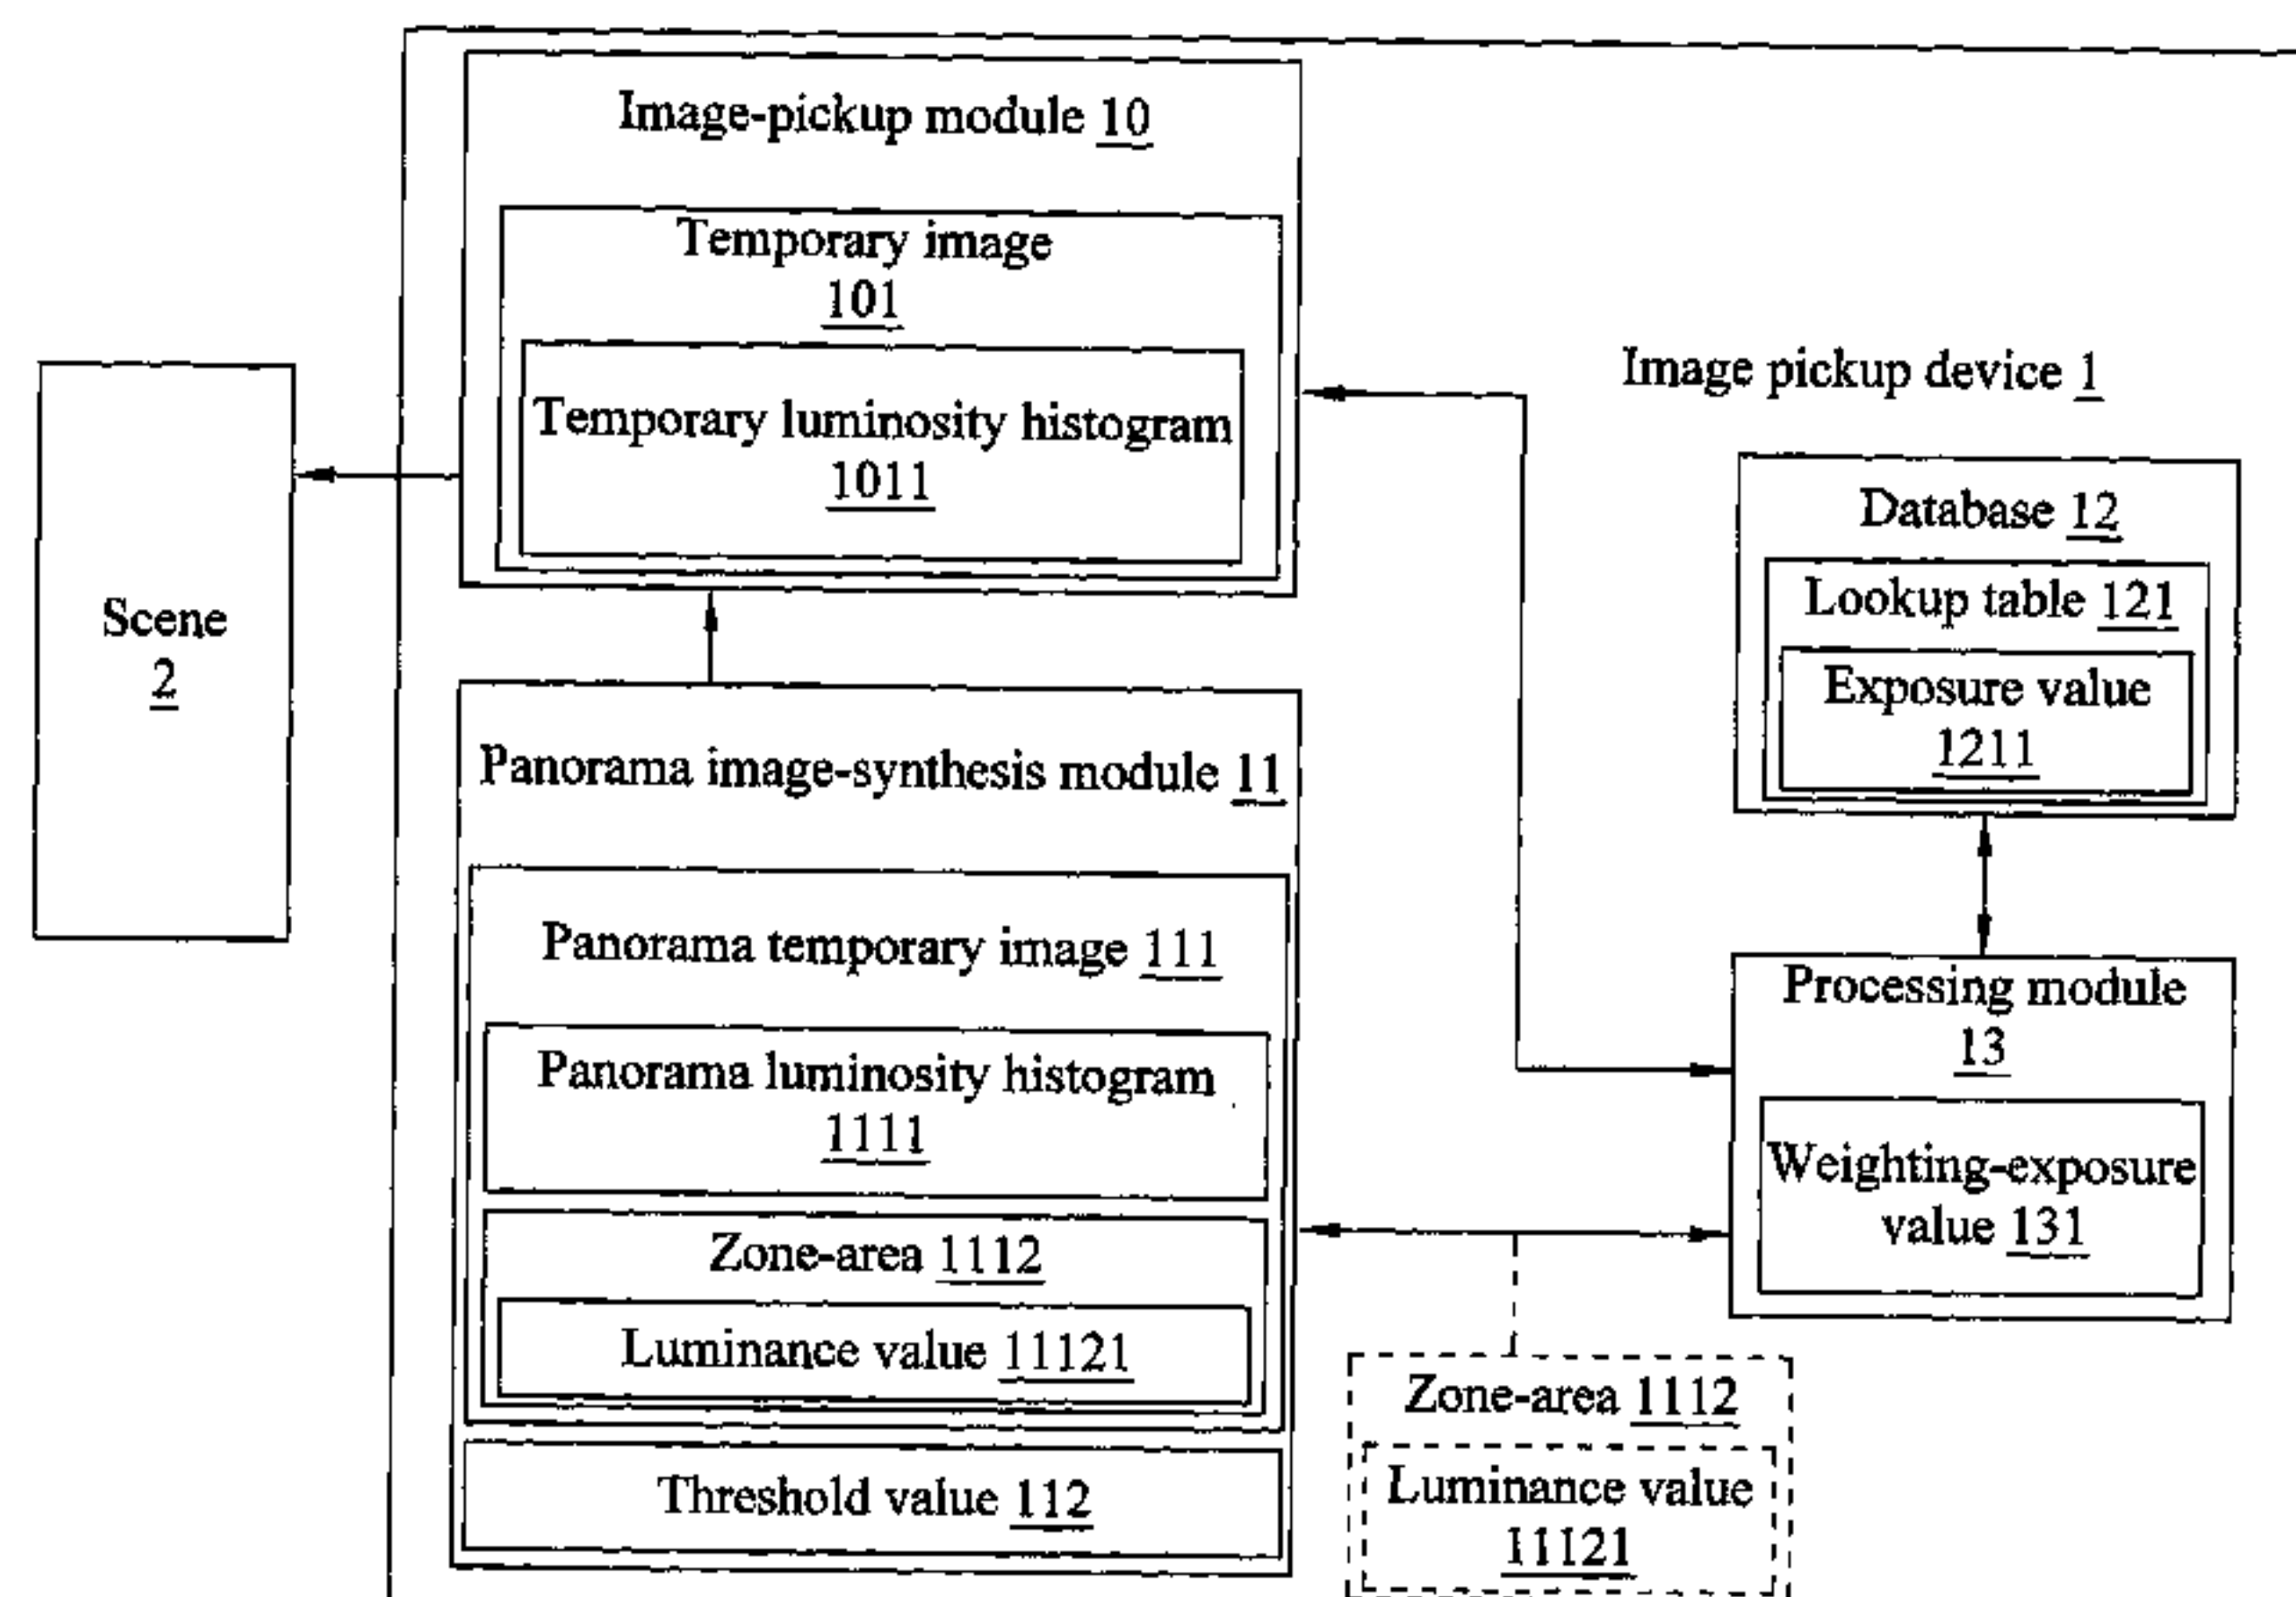 Image-pickup module 10
Temporary image
101
Temporary luminosity histogram
1011
Scene
2
Image pickup device 1
Database 12
Lookup table 121
Exposure value
1211
Panorama image-synthesis module 11
Panorama temporary image 111
Panorama luminosity histogram
1111
Zone-area 1112
Luminance value 11121
Threshold value 112
Processing module
13
Weighting-exposure
value 131
Zone-area 1112
Luminance value
11121